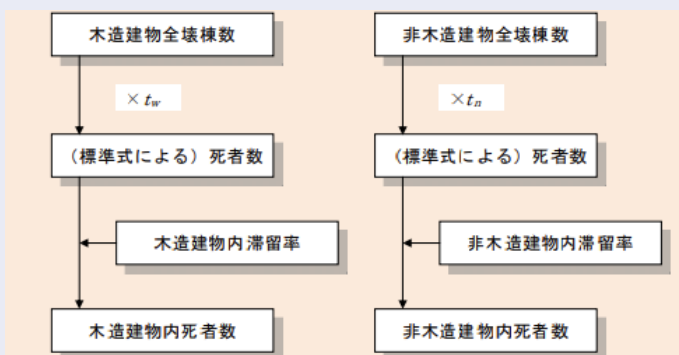 木造建物全壊棟数
非木造建物全壊棟数
×tw
×tn
（標準式による）死者数
（標準式による）死者数
木造建物内滞留率
非木造建物内滞留率
木造建物内死者数
非木造建物内死者数